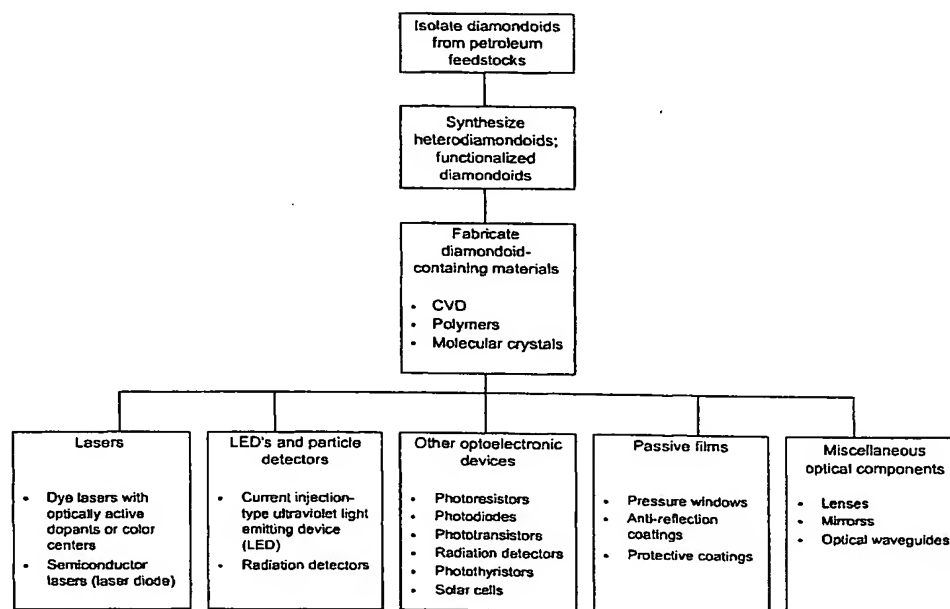 Isolate diamondoids
from petroleum
feedstocks
Synthesize
heterodiamondoids;
functionalized
diamondoids
Fabricate
diamondoid-
containing materials
• CVD
• Polymers
• Molecular crystals
Lasers
• Dye lasers with
optically active
dopants or color
centers
• Semiconductor
lasers (laser diode)
LED's and particle
detectors
• Current injection-
type ultraviolet light
emitting device
(LED)
• Radiation detectors
Other optoelectronic
devices
• Photoresistors
• Photodiodes
• Phototransistors
• Radiation detectors
• Photothyristors
• Solar cells
Passive films
• Pressure windows
• Anti-reflection
coatings
• Protective coatings
Miscellaneous
optical components
• Lenses
• Mirrorss
• Optical waveguides